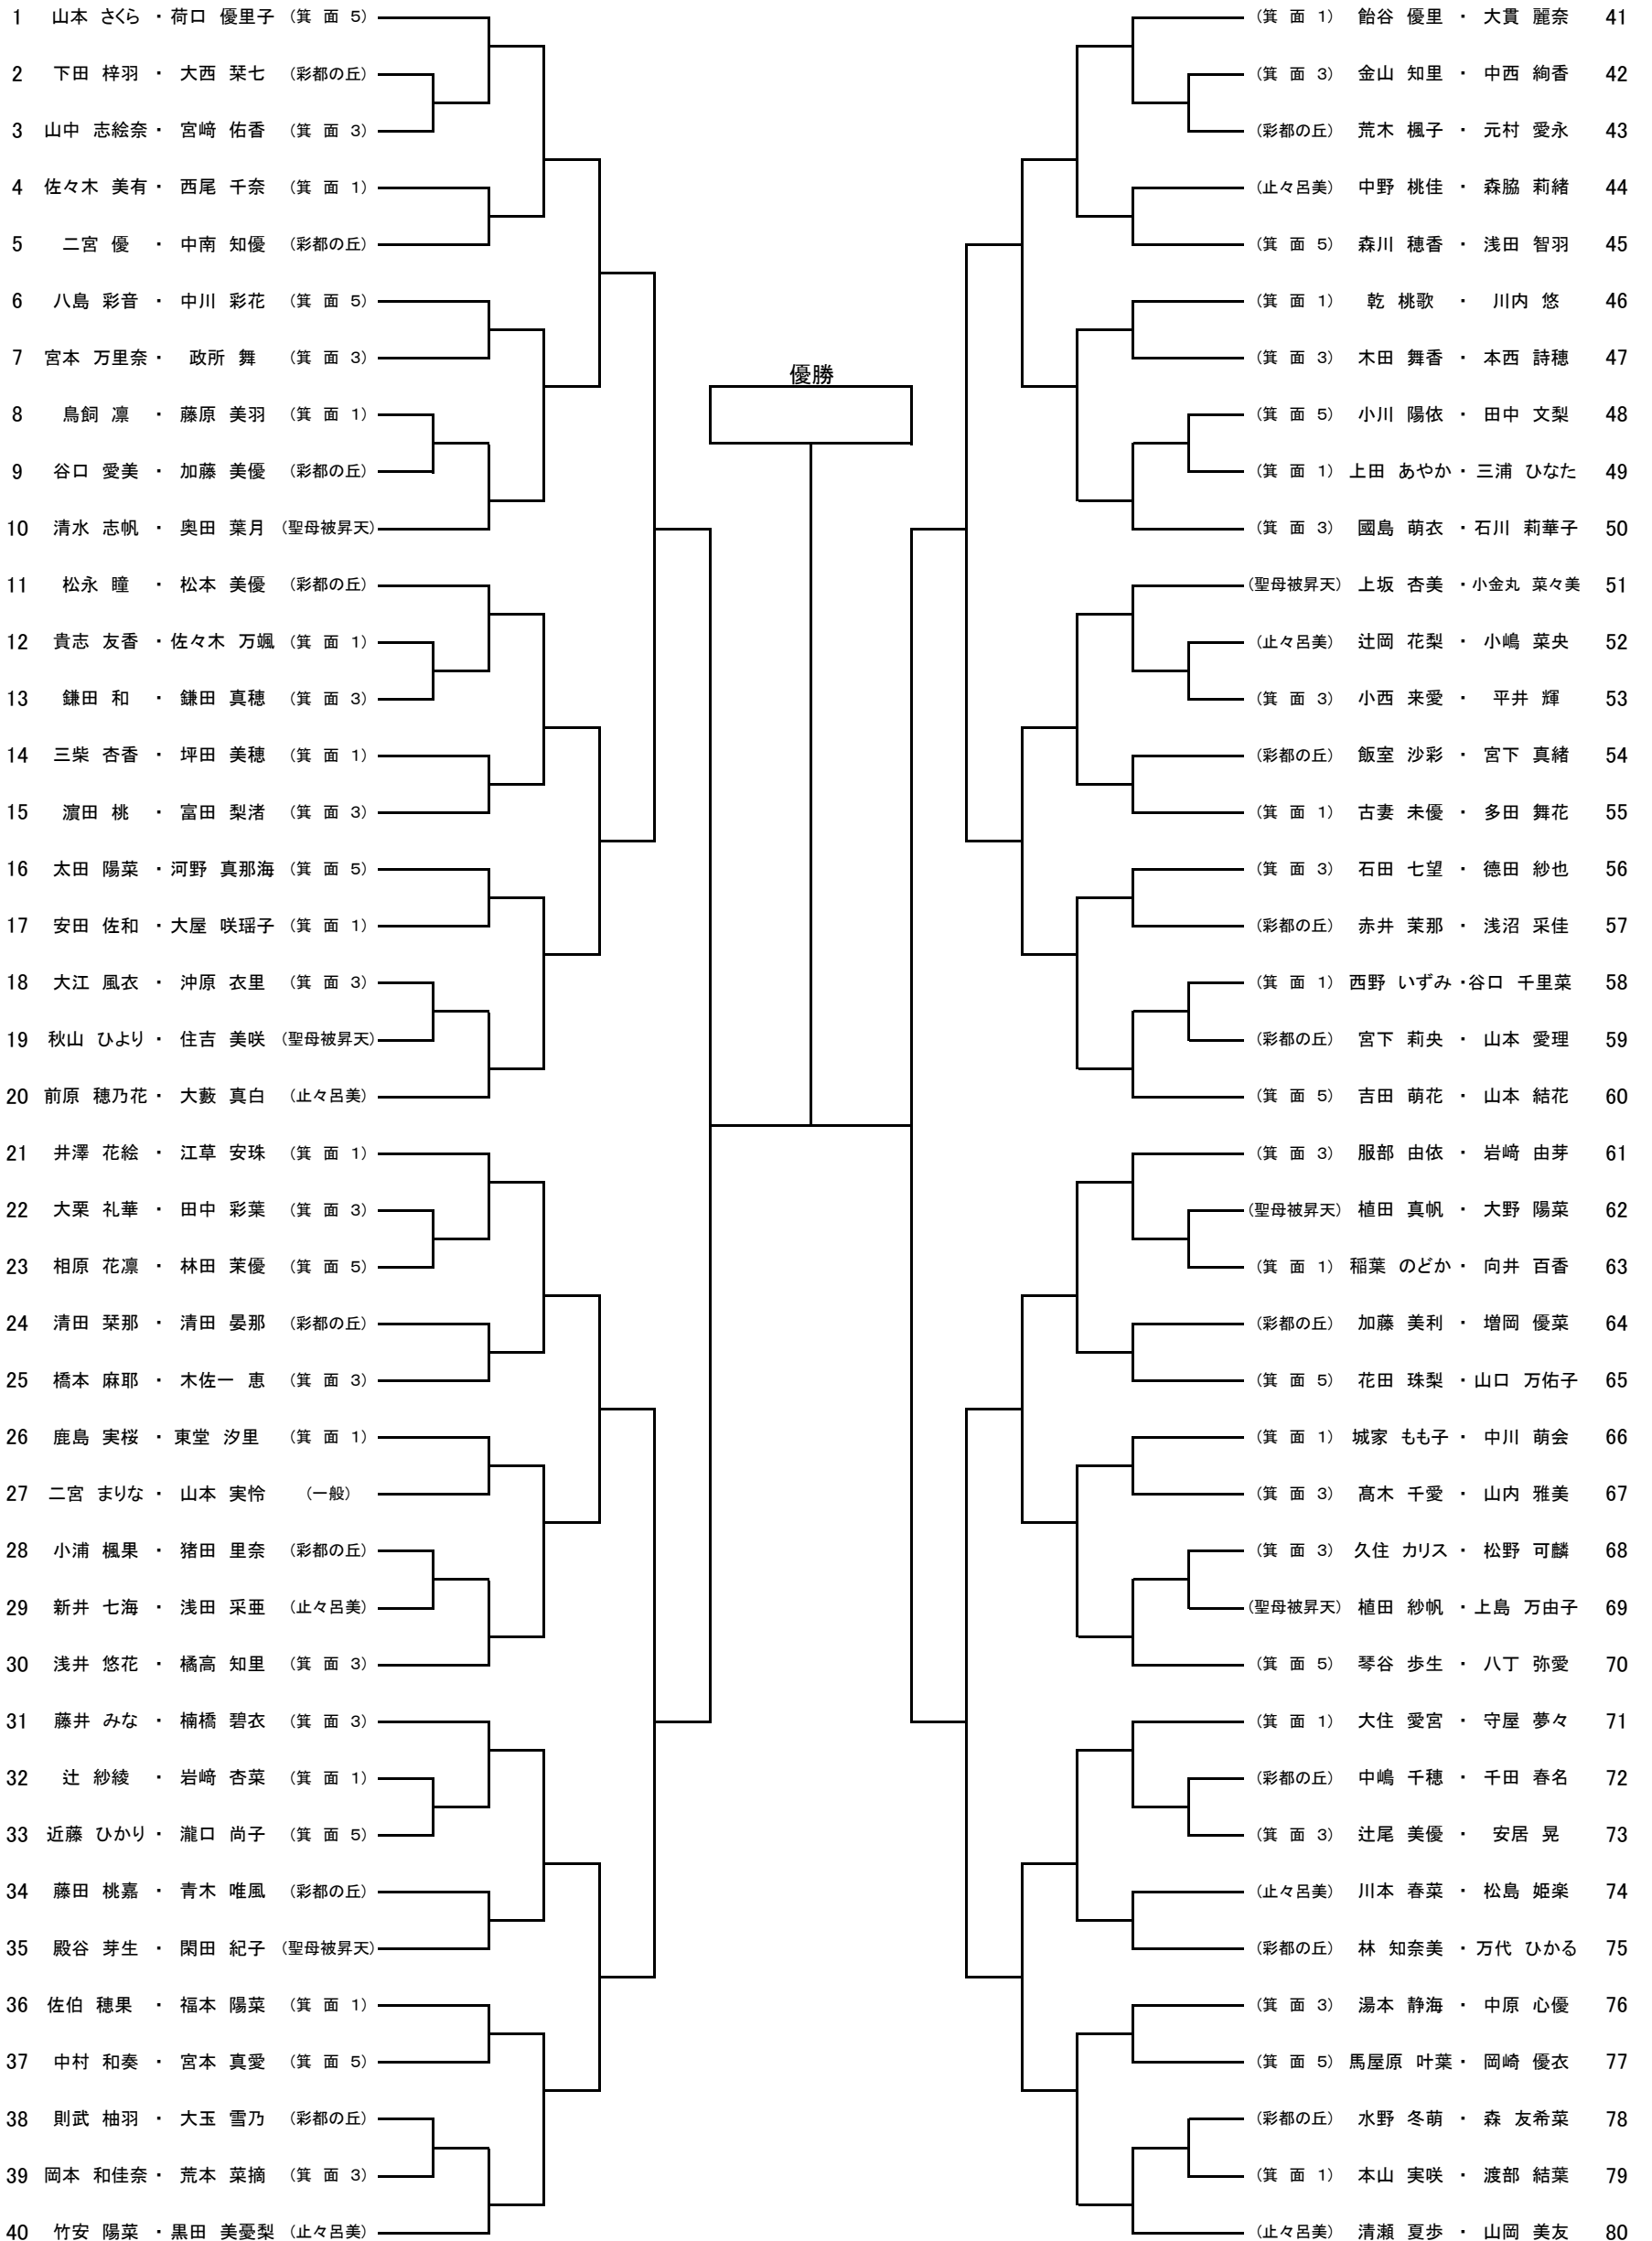 1 山本 さくら ・ 荷口 優里子 (箕 面 5)
2 下田 梓羽 ・ 大西 栞七 (彩都の丘)
3 山中 志絵奈 ・ 宮﨑 佑香 (箕 面 3)
4 佐々木 美有 ・ 西尾 千奈 (箕 面 1)
5 二宮 優 ・ 中南 知優 (彩都の丘)
6 八島 彩音 ・ 中川 彩花 (箕 面 5)
7 宮本 万里奈 ・ 政所 舞 (箕 面 3)
8 鳥飼 凛 ・ 藤原 美羽 (箕 面 1)
9 谷口 愛美 ・ 加藤 美優 (彩都の丘)
10 清水 志帆 ・ 奥田 葉月 (聖母被昇天)
11 松永 瞳 ・ 松本 美優 (彩都の丘)
12 貴志 友香 ・ 佐々木 万颯 (箕 面 1)
13 鎌田 和 ・ 鎌田 真穂 (箕 面 3)
14 三柴 杏香 ・ 坪田 美穂 (箕 面 1)
15 濵田 桃 ・ 富田 梨渚 (箕 面 3)
16 太田 陽菜 ・ 河野 真那海 (箕 面 5)
17 安田 佐和 ・ 大屋 咲瑶子 (箕 面 1)
18 大江 風衣 ・ 沖原 衣里 (箕 面 3)
19 秋山 ひより ・ 住吉 美咲 (聖母被昇天)
20 前原 穂乃花 ・ 大藪 真白 (止々呂美)
21 井澤 花絵 ・ 江草 安珠 (箕 面 1)
22 大栗 礼華 ・ 田中 彩葉 (箕 面 3)
23 相原 花凛 ・ 林田 茉優 (箕 面 5)
24 清田 栞那 ・ 清田 晏那 (彩都の丘)
25 橋本 麻耶 ・ 木佐一 恵 (箕 面 3)
26 鹿島 実桜 ・ 東堂 汐里 (箕 面 1)
27 二宮 まりな ・ 山本 実怜 (一般)
28 小浦 楓果 ・ 猪田 里奈 (彩都の丘)
29 新井 七海 ・ 浅田 采亜 (止々呂美)
30 浅井 悠花 ・ 橘高 知里 (箕 面 3)
31 藤井 みな ・ 楠橋 碧衣 (箕 面 3)
32 辻 紗綾 ・ 岩﨑 杏菜 (箕 面 1)
33 近藤 ひかり ・ 瀧口 尚子 (箕 面 5)
34 藤田 桃嘉 ・ 青木 唯風 (彩都の丘)
35 殿谷 芽生 ・ 閑田 紀子 (聖母被昇天)
36 佐伯 穂果 ・ 福本 陽菜 (箕 面 1)
37 中村 和奏 ・ 宮本 真愛 (箕 面 5)
38 則武 柚羽 ・ 大玉 雪乃 (彩都の丘)
39 岡本 和佳奈 ・ 荒本 菜摘 (箕 面 3)
40 竹安 陽菜 ・ 黒田 美憂梨 (止々呂美)
優勝
(箕 面 1) 飴谷 優里 ・ 大貫 麗奈 41
(箕 面 3) 金山 知里 ・ 中西 絢香 42
(彩都の丘) 荒木 楓子 ・ 元村 愛永 43
(止々呂美) 中野 桃佳 ・ 森脇 莉緒 44
(箕 面 5) 森川 穂香 ・ 浅田 智羽 45
(箕 面 1) 乾 桃歌 ・ 川内 悠 46
(箕 面 3) 木田 舞香 ・ 本西 詩穂 47
(箕 面 5) 小川 陽依 ・ 田中 文梨 48
(箕 面 1) 上田 あやか ・ 三浦 ひなた 49
(箕 面 3) 國島 萌衣 ・ 石川 莉華子 50
(聖母被昇天) 上坂 杏美 ・ 小金丸 菜々美 51
(止々呂美) 辻岡 花梨 ・ 小嶋 菜央 52
(箕 面 3) 小西 来愛 ・ 平井 輝 53
(彩都の丘) 飯室 沙彩 ・ 宮下 真緒 54
(箕 面 1) 古妻 未優 ・ 多田 舞花 55
(箕 面 3) 石田 七望 ・ 德田 紗也 56
(彩都の丘) 赤井 茉那 ・ 浅沼 采佳 57
(箕 面 1) 西野 いずみ ・ 谷口 千里菜 58
(彩都の丘) 宮下 莉央 ・ 山本 愛理 59
(箕 面 5) 吉田 萌花 ・ 山本 結花 60
(箕 面 3) 服部 由依 ・ 岩﨑 由芽 61
(聖母被昇天) 植田 真帆 ・ 大野 陽菜 62
(箕 面 1) 稲葉 のどか ・ 向井 百香 63
(彩都の丘) 加藤 美利 ・ 増岡 優菜 64
(箕 面 5) 花田 珠梨 ・ 山口 万佑子 65
(箕 面 1) 城家 もも子 ・ 中川 萌会 66
(箕 面 3) 髙木 千愛 ・ 山内 雅美 67
(箕 面 3) 久住 カリス ・ 松野 可麟 68
(聖母被昇天) 植田 紗帆 ・ 上島 万由子 69
(箕 面 5) 琴谷 歩生 ・ 八丁 弥愛 70
(箕 面 1) 大住 愛宮 ・ 守屋 夢々 71
(彩都の丘) 中嶋 千穂 ・ 千田 春名 72
(箕 面 3) 辻尾 美優 ・ 安居 晃 73
(止々呂美) 川本 春菜 ・ 松島 姫楽 74
(彩都の丘) 林 知奈美 ・ 万代 ひかる 75
(箕 面 3) 湯本 静海 ・ 中原 心優 76
(箕 面 5) 馬屋原 叶葉 ・ 岡崎 優衣 77
(彩都の丘) 水野 冬萌 ・ 森 友希菜 78
(箕 面 1) 本山 実咲 ・ 渡部 結葉 79
(止々呂美) 清瀬 夏歩 ・ 山岡 美友 80